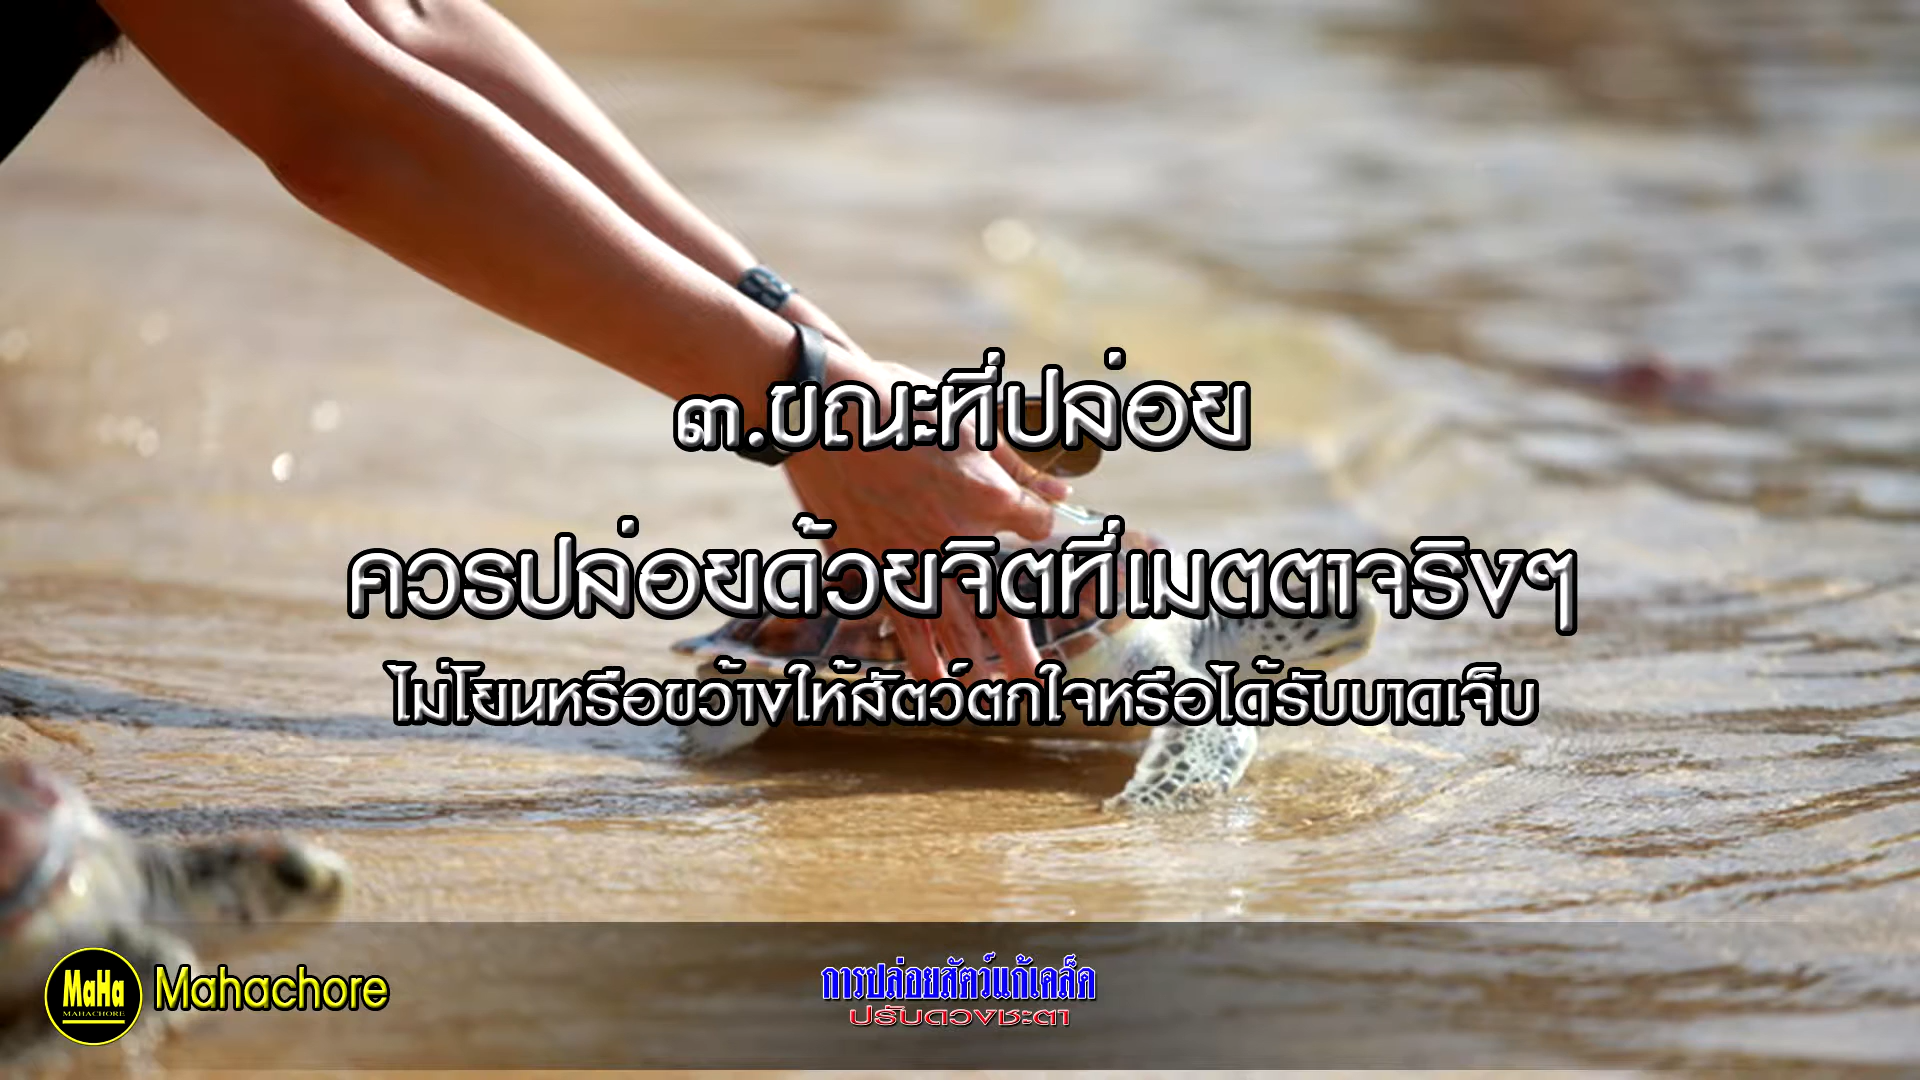 ๓.ขณะที่ปล่อย
ควรปล่อยด้วยจิตที่เมตตาจริงๆ
ไม่โยนหรือขว้างให้สัตว์ตกใจหรือได้รับบาดเจ็บ
MaHa
MAHACHORE
Mahachore
การปล่อยสัตว์แก้เคล็ด
ปรับดวงชะตา